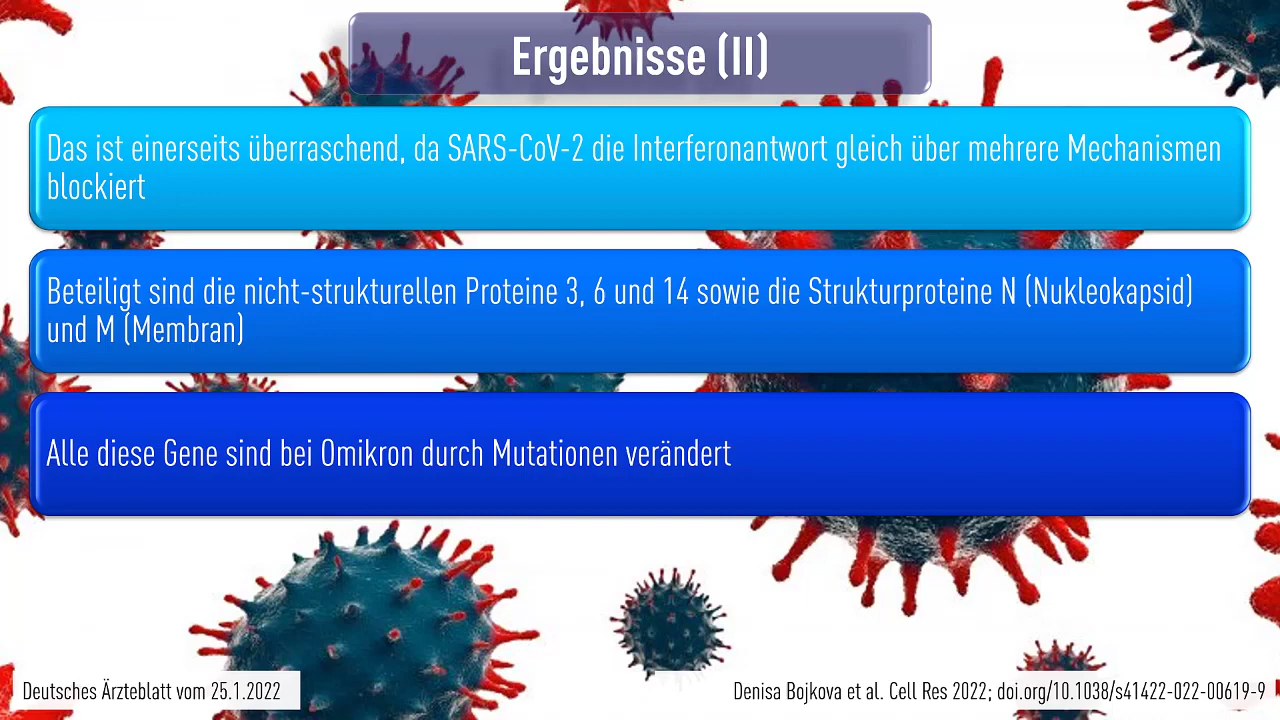 Ergebnisse (II)
Das ist einerseits überraschend, da SARS-CoV-2 die Interferonantwort gleich über mehrere Mechanismen
blockiert
Beteiligt sind die nicht-strukturellen Proteine 3, 6 und 14 sowie die Strukturproteine N (Nukleokapsid)
und M (Membran)
Alle diese Gene sind bei Omikron durch Mutationen verändert
Deutsches Ärzteblatt vom 25.1.2022
Denisa Bojkova et al. Cell Res 2022; doi.org/10.1038/s41422-022-00619-9